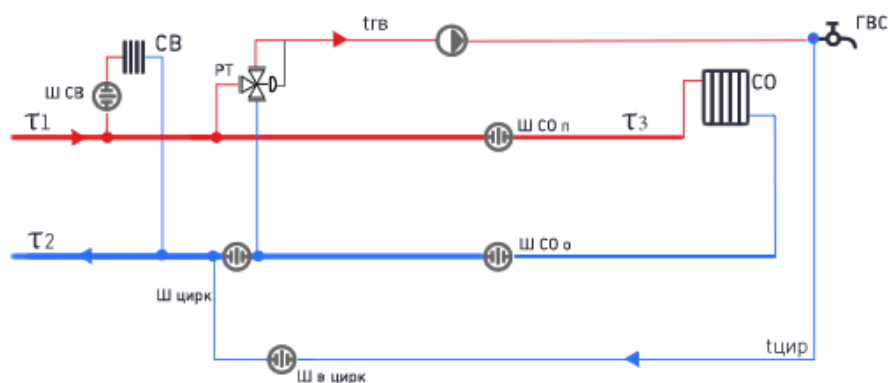 tгв
ГВС
СВ
РТ
Ш СВ
СО
τ1
Ш СО п
τ3
τ2
Ш СО о
Ш цирк
tцир
Ш в цирк